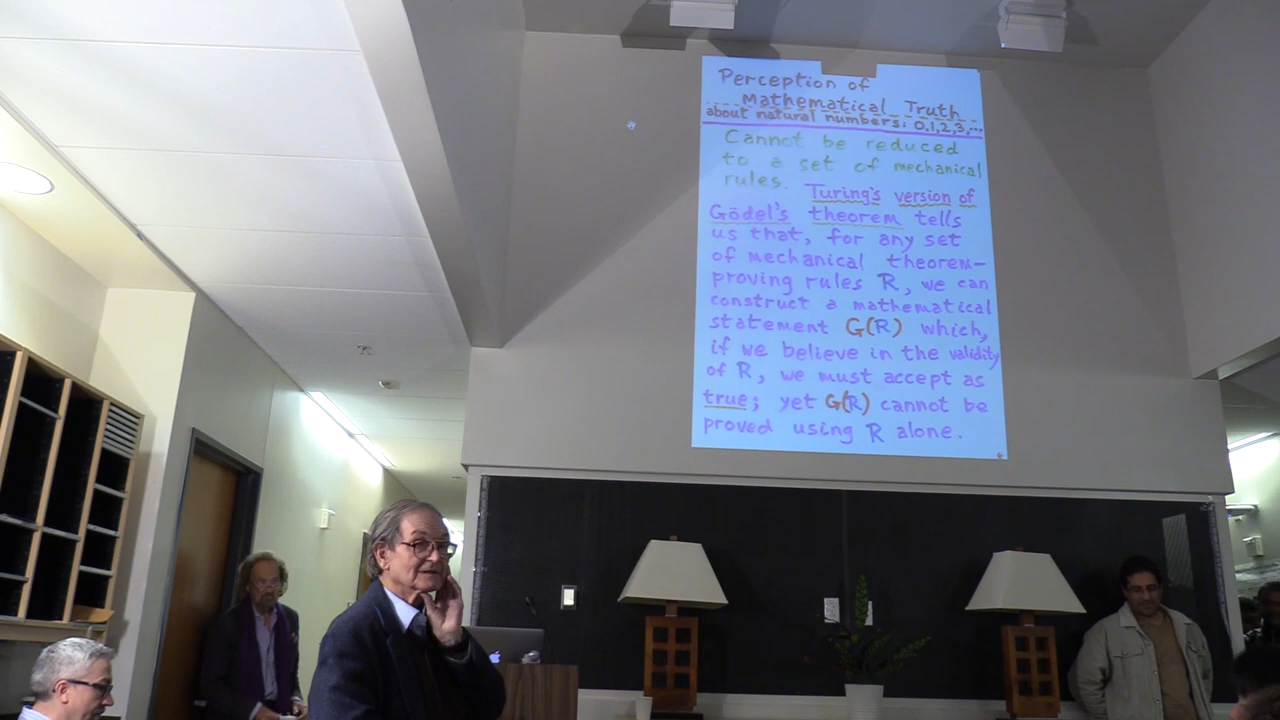 Perception of
Mathematical Truth
about natural numbers: 0,1,2,3,...
Cannot be reduced
to a set of mechanical
rules. Turing's version of
Gödel's theorem tells
us that, for any set
of mechanical theorem-
proving rules R, we can
construct a mathematical
statement G(R) which,
if we believe in the validity
of R, we must accept as
true; yet G(R) cannot be
proved using R alone.